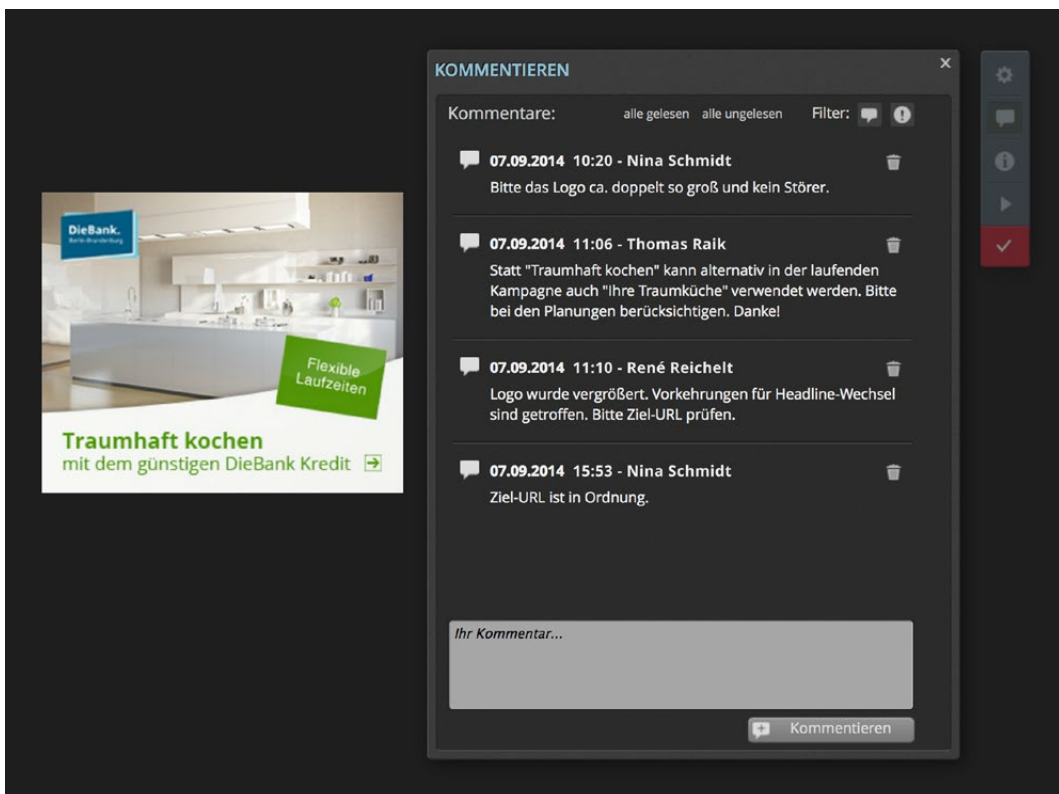 DieBank.
Berlin-Brandenburg
Flexible
Laufzeiten
Traumhaft kochen
mit dem günstigen DieBank Kredit
KOMMENTIEREN
x
Kommentare: alle gelesen alle ungelesen Filter:
07.09.2014 10:20 - Nina Schmidt
Bitte das Logo ca. doppelt so groß und kein Störer.
07.09.2014 11:06 - Thomas Raik
Statt "Traumhaft kochen" kann alternativ in der laufenden
Kampagne auch "Ihre Traumküche" verwendet werden. Bitte
bei den Planungen berücksichtigen. Danke!
07.09.2014 11:10 - René Reichelt
Logo wurde vergrößert. Vorkehrungen für Headline-Wechsel
sind getroffen. Bitte Ziel-URL prüfen.
07.09.2014 15:53 - Nina Schmidt
Ziel-URL ist in Ordnung.
Ihr Kommentar...
Kommentieren